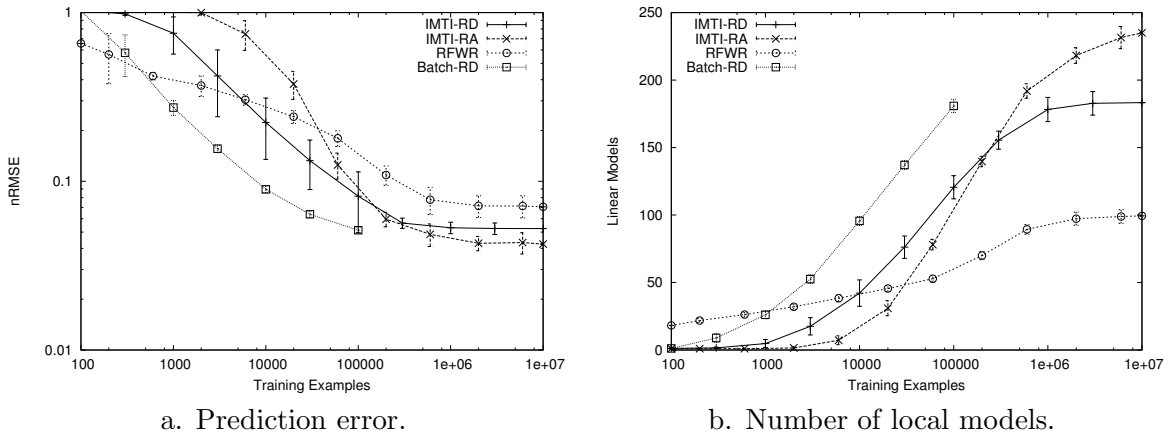 1
0.1
0.01
100
1000
10000
100000
1e+06
1e+07
nRMSE
Training Examples
IMTI-RD
IMTI-RA
RFWR
Batch-RD
a. Prediction error.
250
200
150
100
50
0
100
1000
10000
100000
1e+06
1e+07
Linear Models
Training Examples
IMTI-RD
IMTI-RA
RFWR
Batch-RD
b. Number of local models.